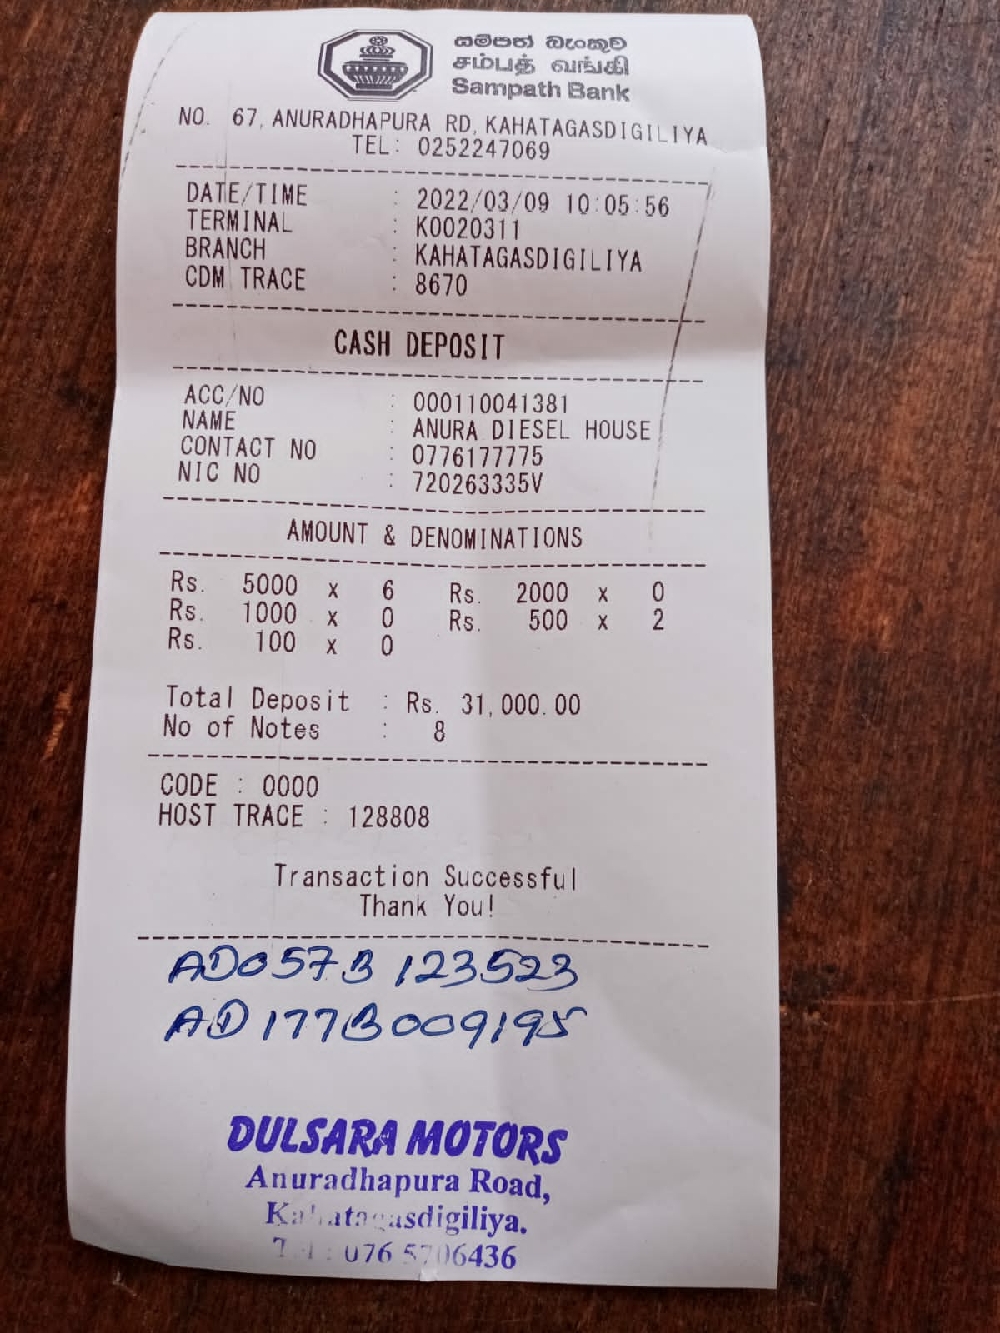 සම්පත් බැංකුව
சம்பத் வங்கி
Sampath Bank
NO. 67, ANURADHAPURA RD, KAHATAGASDIGILIYA
TEL: 0252247069
DATE/TIME : 2022/03/09 10:05:56
TERMINAL : K0020311
BRANCH : KAHATAGASDIGILIYA
CDM TRACE : 8670
CASH DEPOSIT
ACC/NO : 000110041381
NAME : ANURA DIESEL HOUSE
CONTACT NO : 0776177775
NIC NO : 720263335V
AMOUNT & DENOMINATIONS
Rs. 5000 x 6 Rs. 2000 x 0
Rs. 1000 x 0 Rs. 500 x 2
Rs. 100 x 0
Total Deposit : Rs. 31,000.00
No of Notes : 8
CODE : 0000
HOST TRACE : 128808
Transaction Successful
Thank You!
AD057B 123523
AD177B009195
DULSARA MOTORS
Anuradhapura Road,
Kahatagasdigiliya.
Tel : 076 5706436